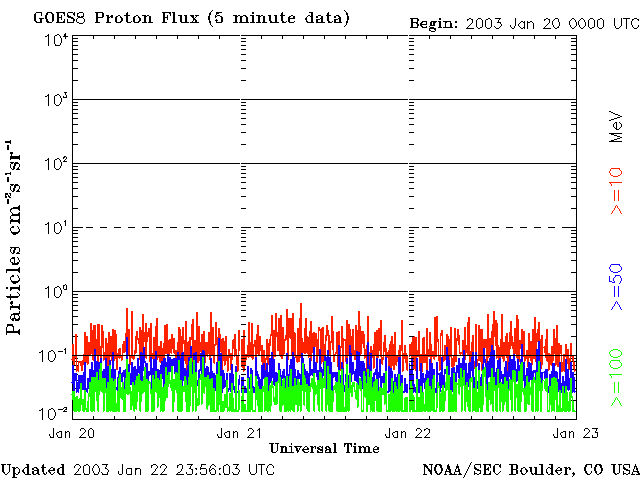 GOES8 Proton Flux (5 minute data)
Begin: 2003 Jan 20 0000 UTC
Particles cm⁻²s⁻¹sr⁻¹
10⁴
10³
10²
10¹
10⁰
10⁻¹
10⁻²
Jan 20
Jan 21
Jan 22
Jan 23
Universal Time
>=10
>=50
>=100
MeV
Updated 2003 Jan 22 23:56:03 UTC
NOAA/SEC Boulder, CO USA